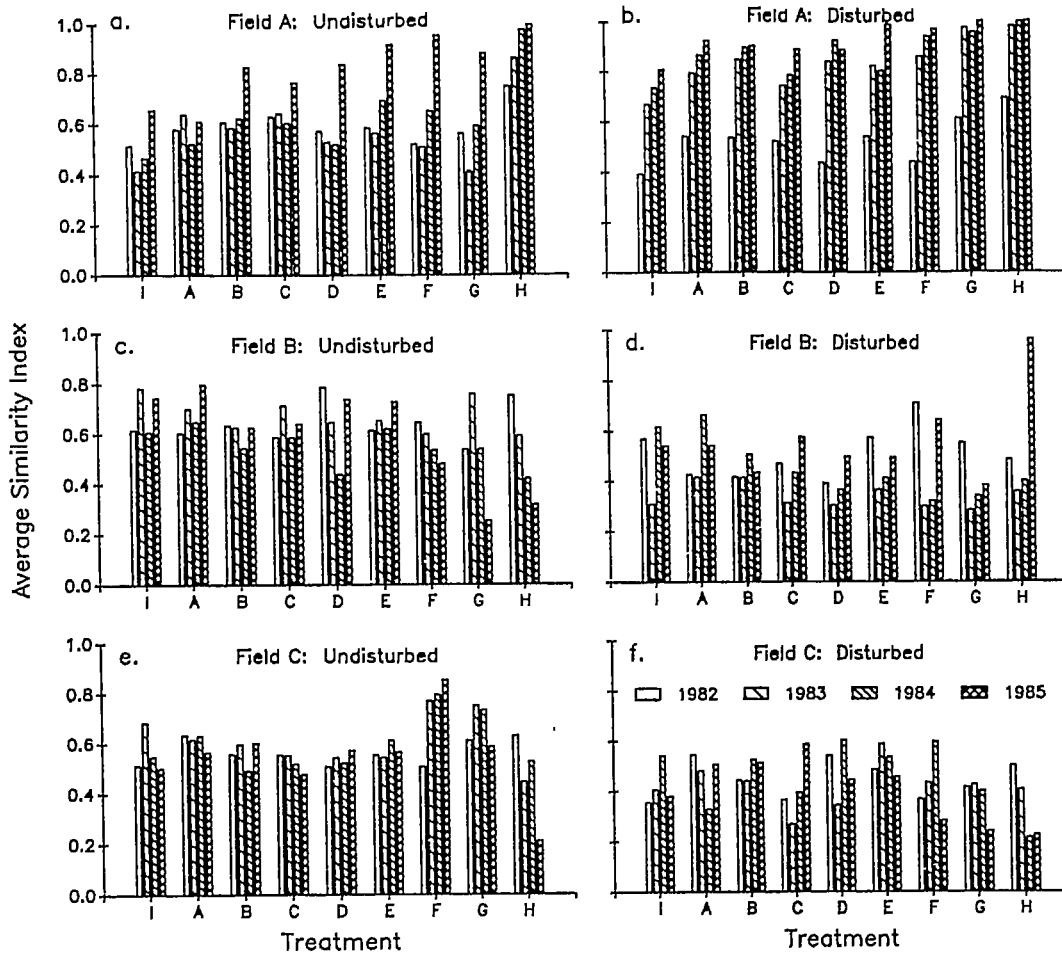 a. Field A: Undisturbed
1.0
0.8
0.6
0.4
0.2
0.0
I A B C D E F G H
b. Field A: Disturbed
I A B C D E F G H
Average Similarity Index
c. Field B: Undisturbed
1.0
0.8
0.6
0.4
0.2
0.0
I A B C D E F G H
d. Field B: Disturbed
I A B C D E F G H
e. Field C: Undisturbed
1.0
0.8
0.6
0.4
0.2
0.0
I A B C D E F G H
Treatment
f. Field C: Disturbed
1982 1983 1984 1985
I A B C D E F G H
Treatment